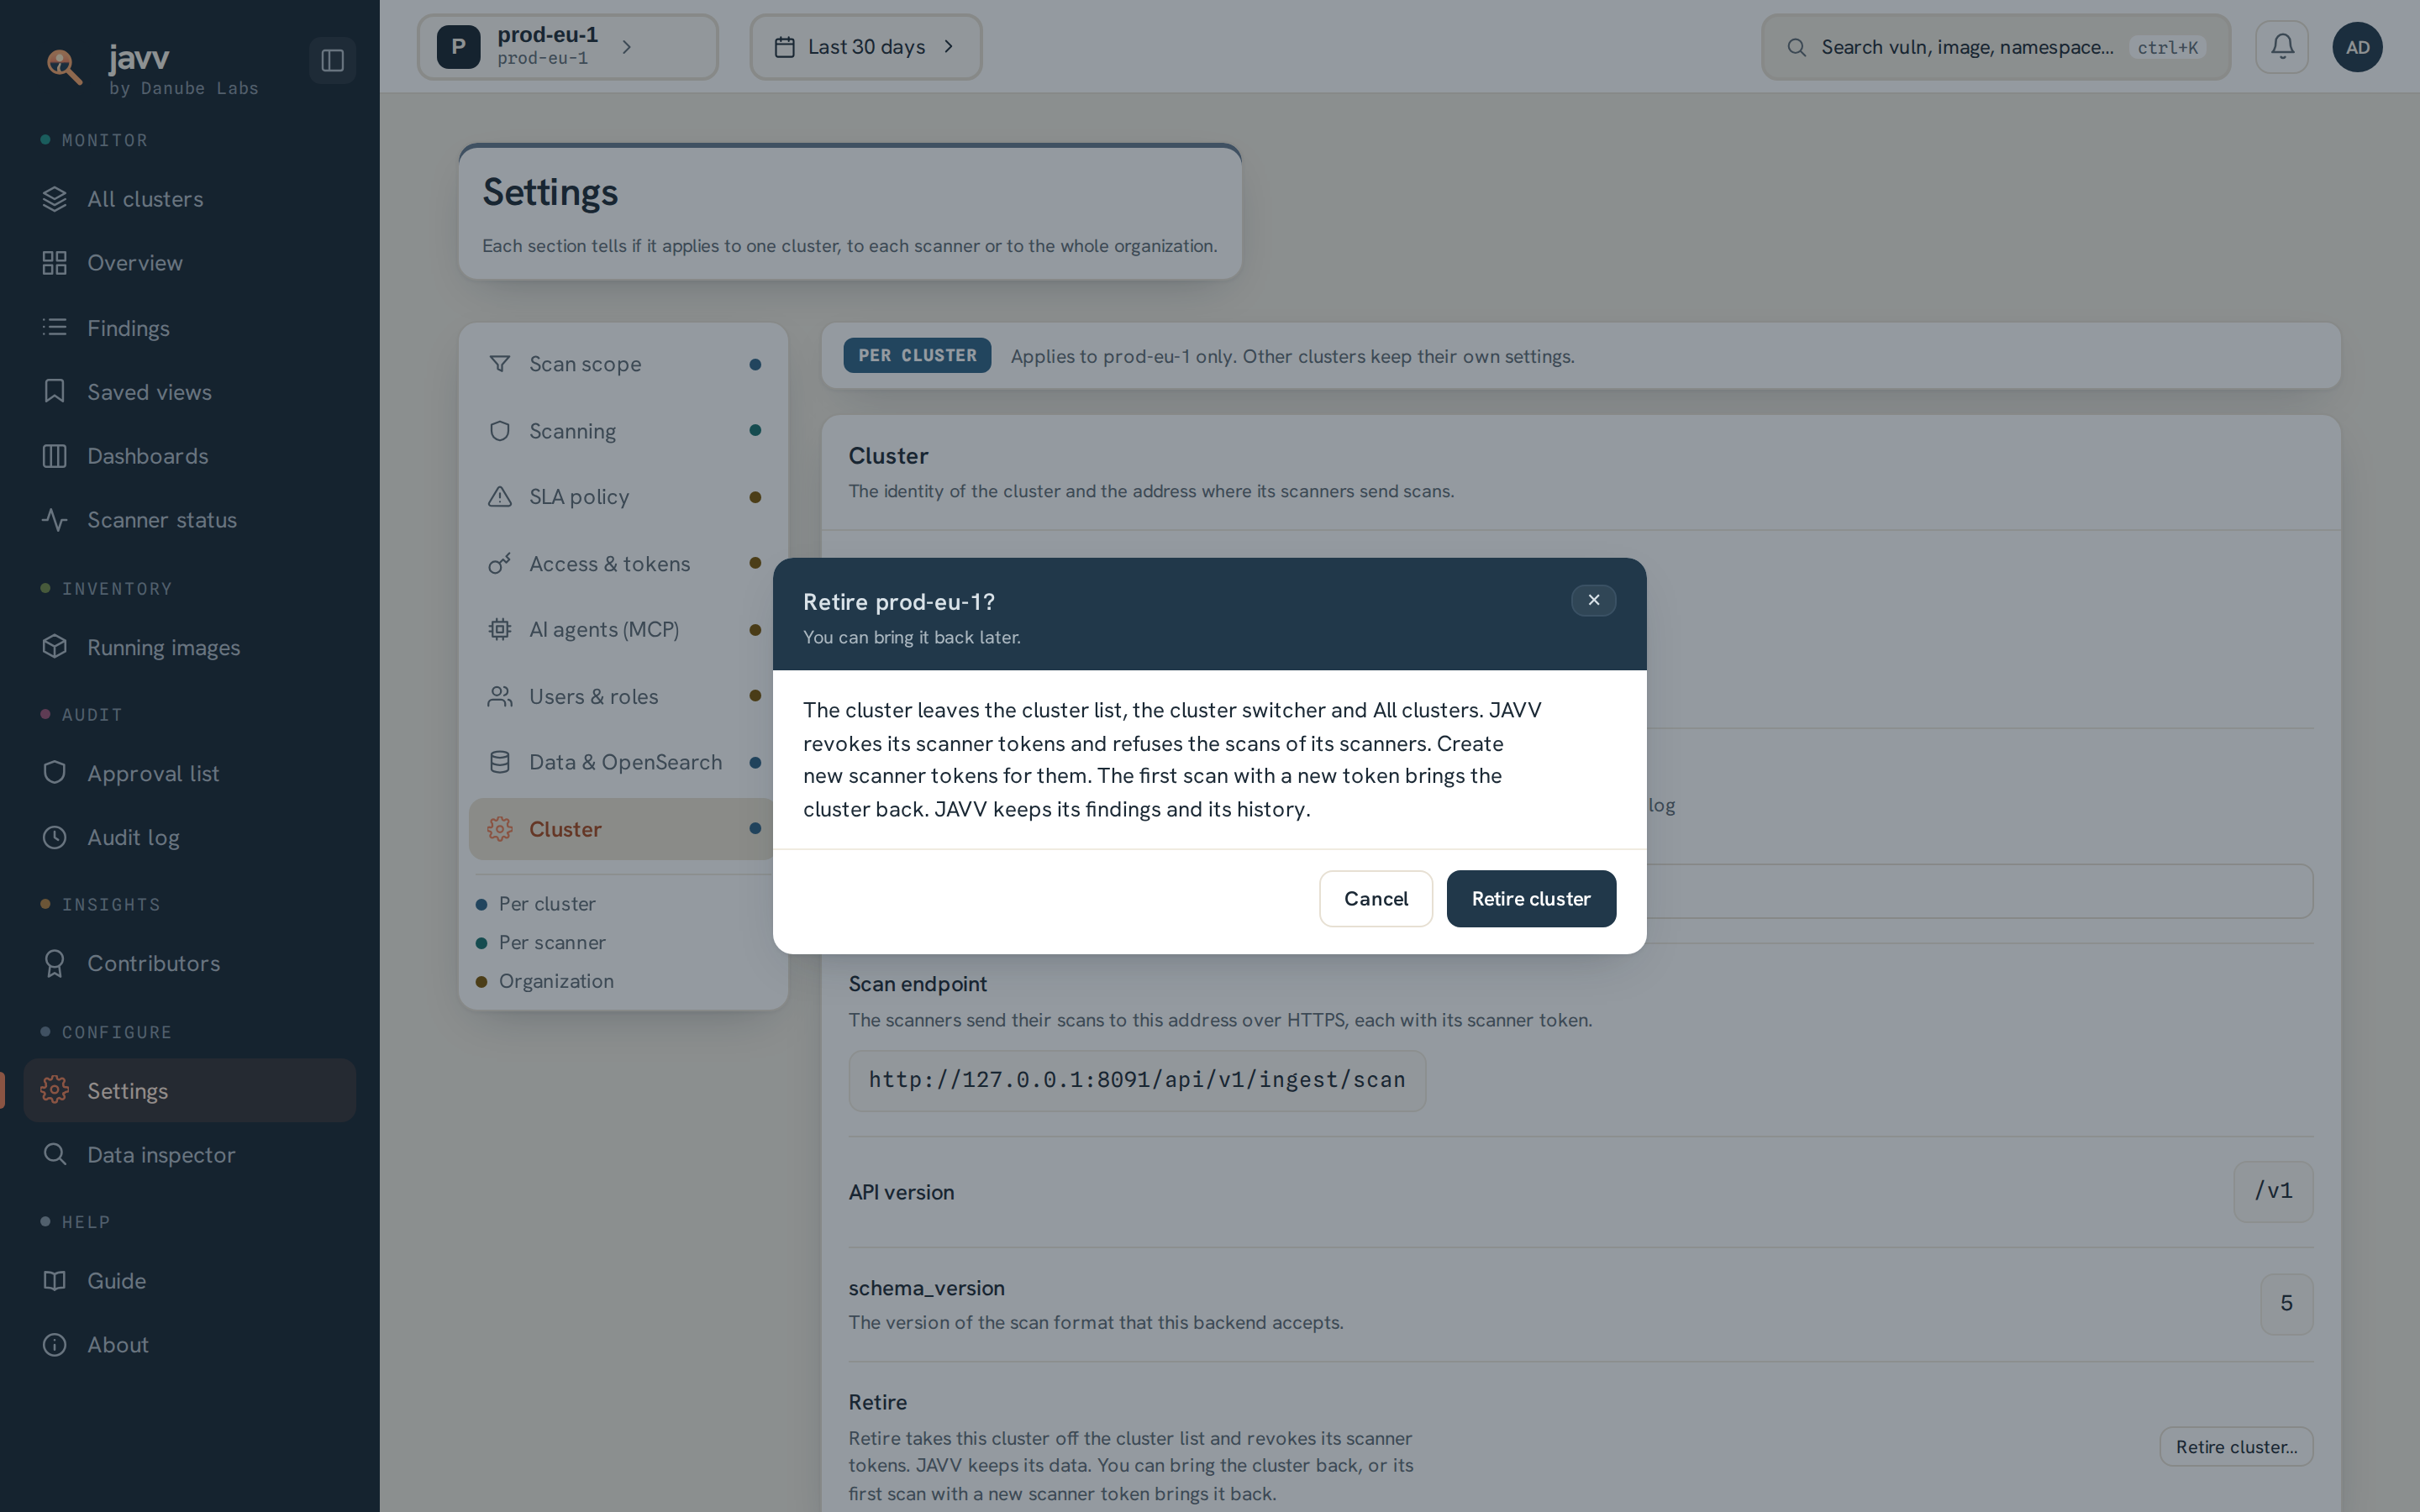 javv
by Danube Labs
MONITOR
All clusters
Overview
Findings
Saved views
Dashboards
Scanner status
INVENTORY
Running images
AUDIT
Approval list
Audit log
INSIGHTS
Contributors
CONFIGURE
Settings
Data inspector
HELP
Guide
About
P
prod-eu-1
prod-eu-1
Last 30 days
Search vuln, image, namespace...
ctrl+K
AD
Settings
Each section tells if it applies to one cluster, to each scanner or to the whole organization.
Scan scope
Scanning
SLA policy
Access & tokens
AI agents (MCP)
Users & roles
Data & OpenSearch
Cluster
Per cluster
Per scanner
Organization
PER CLUSTER
Applies to prod-eu-1 only. Other clusters keep their own settings.
Cluster
The identity of the cluster and the address where its scanners send scans.
log
Retire prod-eu-1?
You can bring it back later.
The cluster leaves the cluster list, the cluster switcher and All clusters. JAVV
revokes its scanner tokens and refuses the scans of its scanners. Create
new scanner tokens for them. The first scan with a new token brings the
cluster back. JAVV keeps its findings and its history.
Cancel
Retire cluster
Scan endpoint
The scanners send their scans to this address over HTTPS, each with its scanner token.
http://127.0.0.1:8091/api/v1/ingest/scan
API version
/v1
schema_version
The version of the scan format that this backend accepts.
5
Retire
Retire takes this cluster off the cluster list and revokes its scanner
tokens. JAVV keeps its data. You can bring the cluster back, or its
first scan with a new scanner token brings it back.
Retire cluster...